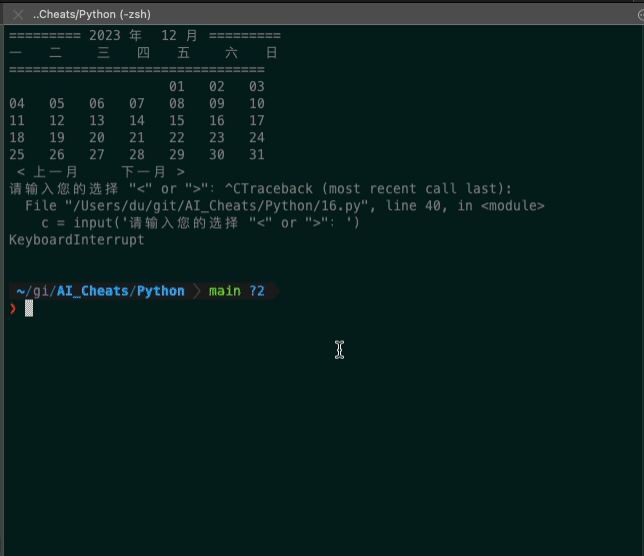 ..Cheats/Python (-zsh)
========= 2023 年 12 月 =========
一 二 三 四 五 六 日
================================
01 02 03
04 05 06 07 08 09 10
11 12 13 14 15 16 17
18 19 20 21 22 23 24
25 26 27 28 29 30 31
< 上一月 下一月 >
请输入您的选择 "<" or ">": ^CTraceback (most recent call last):
File "/Users/du/git/AI_Cheats/Python/16.py", line 40, in <module>
c = input('请输入您的选择 "<" or ">": ')
KeyboardInterrupt
~/gi/AI_Cheats/Python main ?2
❯